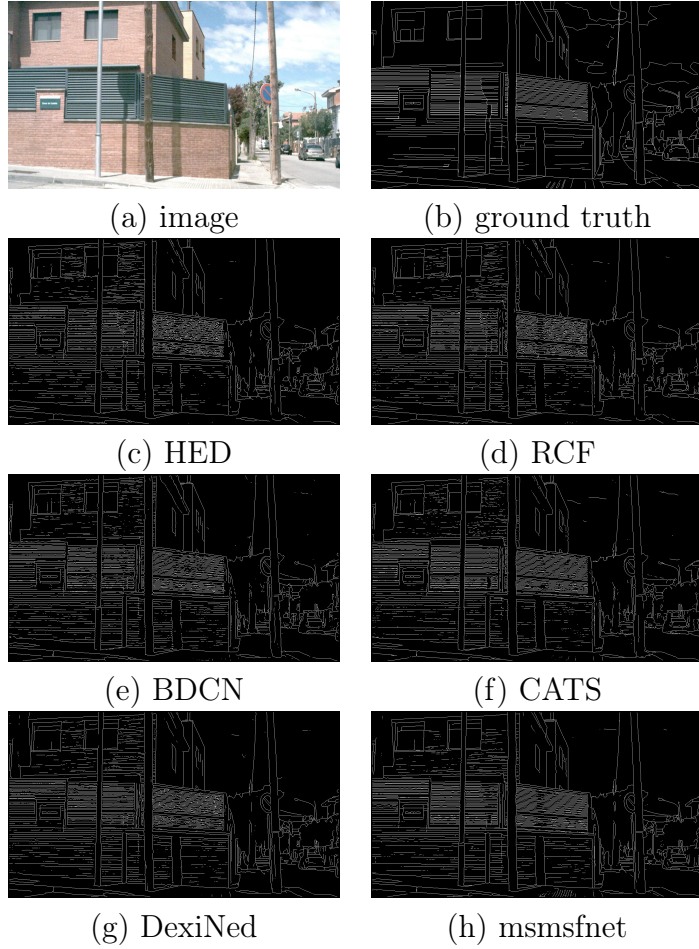 (a) image
(b) ground truth
(c) HED
(d) RCF
(e) BDCN
(f) CATS
(g) DexiNed
(h) msmsfnet